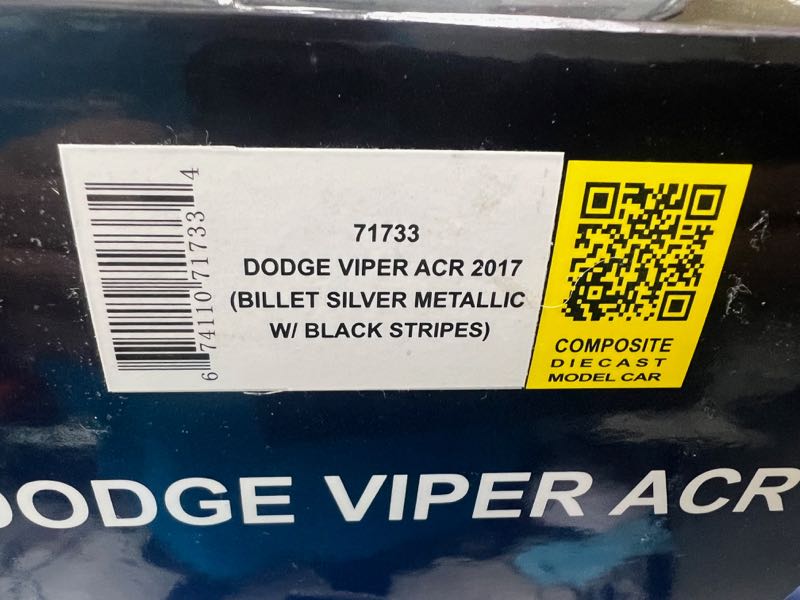 6 74110 71733 4
71733
DODGE VIPER ACR 2017
(BILLET SILVER METALLIC
W/ BLACK STRIPES)
COMPOSITE
DIECAST
MODEL CAR
DODGE VIPER ACR